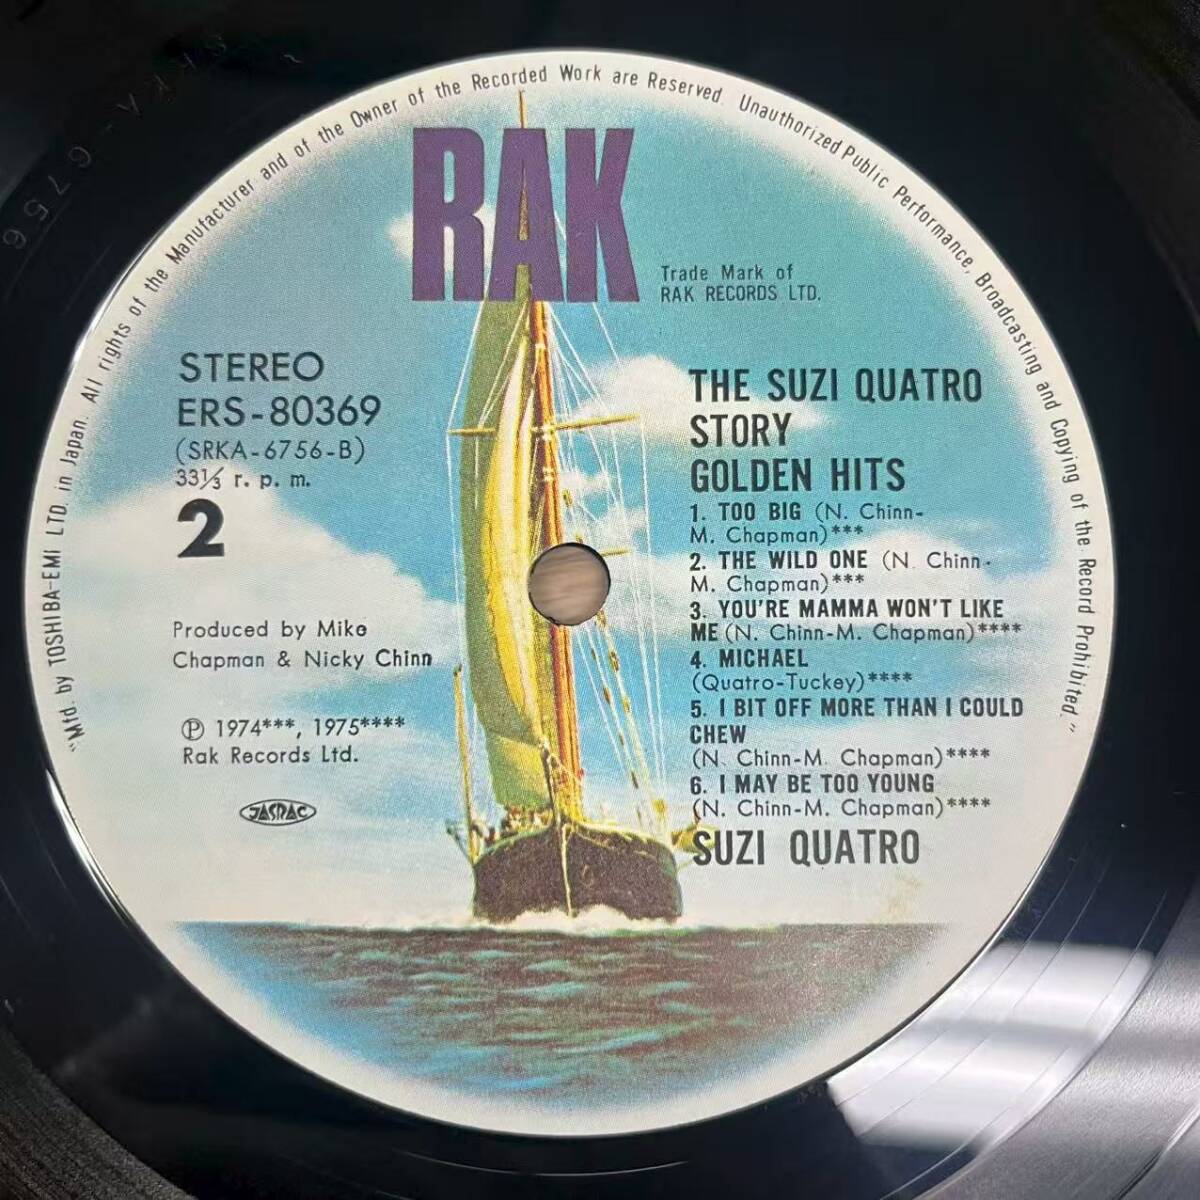 "Mfd. by TOSHIBA-EMI LTD. in Japan. All rights of the Manufacturer and of the Owner of the Recorded Work are Reserved. Unauthorized Public Performance, Broadcasting and Copying of the Record Prohibited."
RAK
Trade Mark of
RAK RECORDS LTD.
STEREO
ERS-80369
(SRKA-6756-B)
33⅓ r. p. m.
2
Produced by Mike
Chapman & Nicky Chinn
Ⓟ 1974***, 1975****
Rak Records Ltd.
JASRAC
THE SUZI QUATRO
STORY
GOLDEN HITS
1. TOO BIG (N. Chinn-
M. Chapman)***
2. THE WILD ONE (N. Chinn-
M. Chapman)***
3. YOU'RE MAMMA WON'T LIKE
ME (N. Chinn-M. Chapman)****
4. MICHAEL
(Quatro-Tuckey)****
5. I BIT OFF MORE THAN I COULD
CHEW
(N. Chinn-M. Chapman)****
6. I MAY BE TOO YOUNG
(N. Chinn-M. Chapman)****
SUZI QUATRO